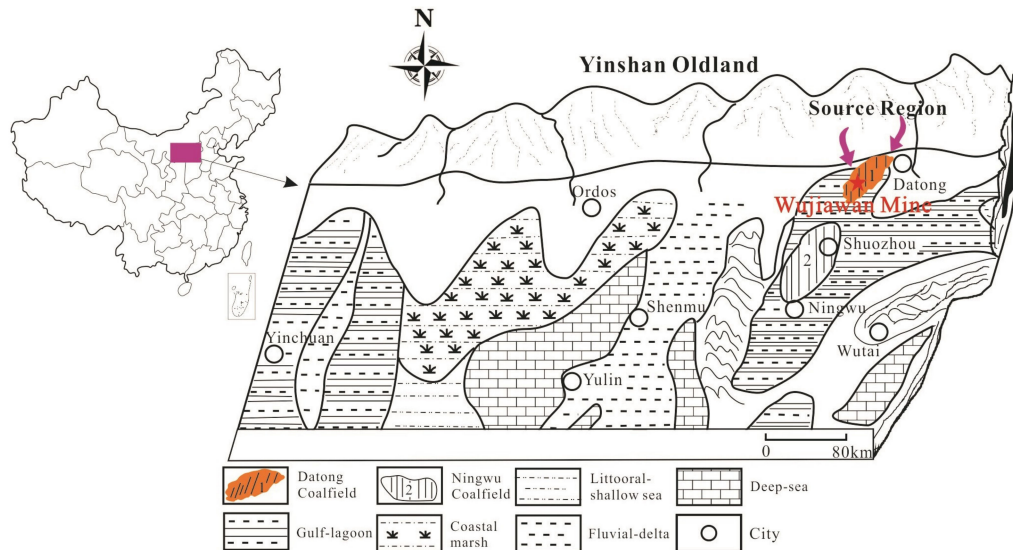 N
Yinshan Oldland
Source Region
1
Datong
Ordos
Wujiawan Mine
2
Shuozhou
Shenmu
Ningwu
Yinchuan
Wutai
Yulin
0 80km
1
Datong
Coalfield
2
Ningwu
Coalfield
Littooral-
shallow sea
Deep-sea
Gulf-lagoon
Coastal
marsh
Fluvial-delta
City